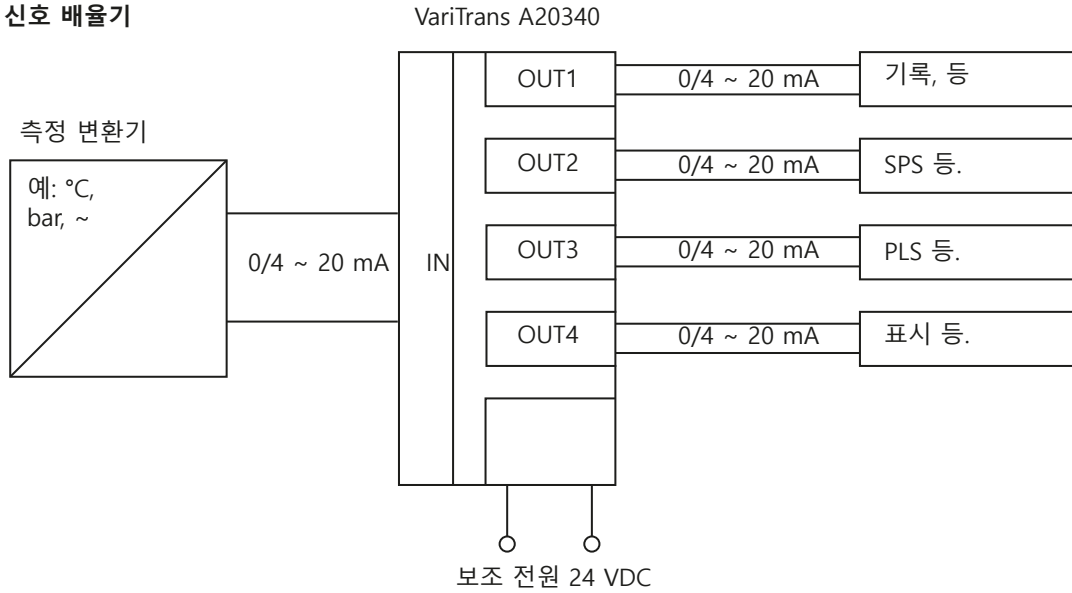 신호 배율기
VariTrans A20340
측정 변환기
예: °C,
bar, ~
0/4 ~ 20 mA
IN
OUT1
0/4 ~ 20 mA
기록, 등
OUT2
0/4 ~ 20 mA
SPS 등.
OUT3
0/4 ~ 20 mA
PLS 등.
OUT4
0/4 ~ 20 mA
표시 등.
보조 전원 24 VDC